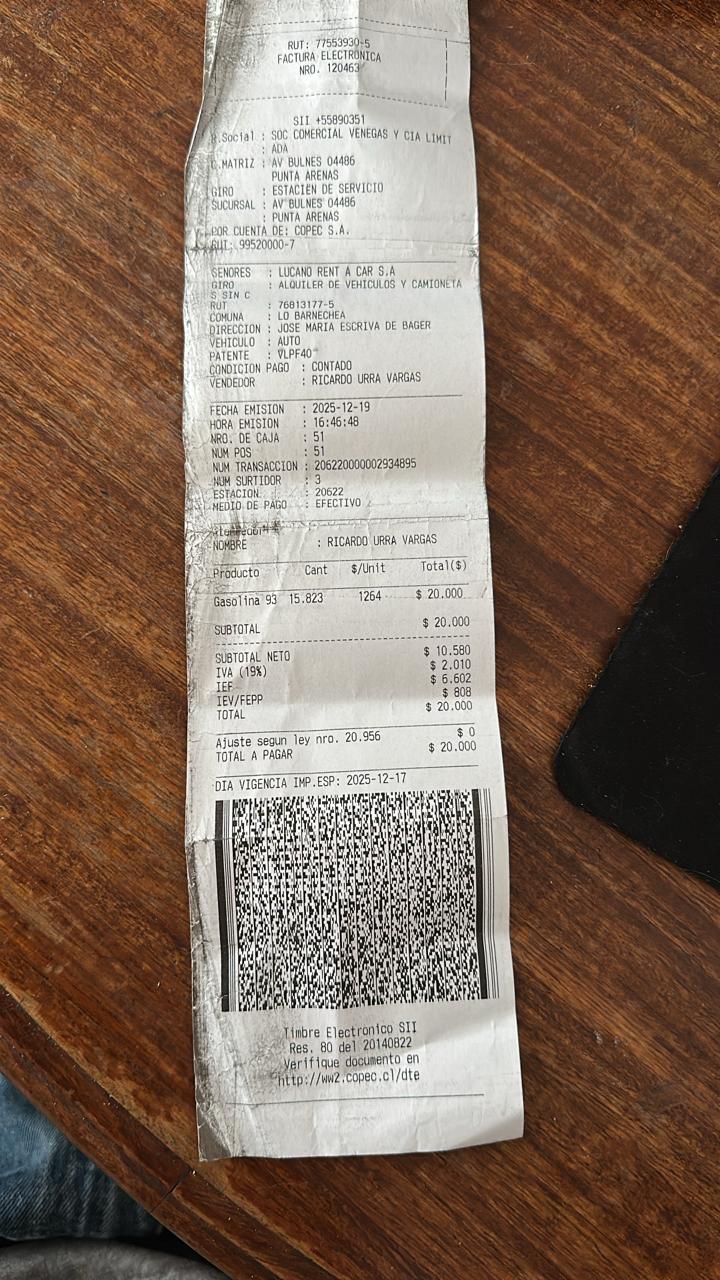 RUT: 77553930-5
FACTURA ELECTRONICA
NRO. 120463
SII +55890351
R.Social : SOC COMERCIAL VENEGAS Y CIA LIMIT
: ADA
C.MATRIZ : AV BULNES 04486
PUNTA ARENAS
GIRO : ESTACIEN DE SERVICIO
SUCURSAL : AV BULNES 04486
: PUNTA ARENAS
POR CUENTA DE: COPEC S.A.
RUT: 99520000-7
SENORES : LUCANO RENT A CAR S.A
GIRO : ALQUILER DE VEHICULOS Y CAMIONETA
S SIN C
RUT : 76813177-5
COMUNA : LO BARNECHEA
DIRECCION : JOSE MARIA ESCRIVA DE BAGER
VEHICULO : AUTO
PATENTE : VLPF40
CONDICION PAGO : CONTADO
VENDEDOR : RICARDO URRA VARGAS
FECHA EMISION : 2025-12-19
HORA EMISION : 16:46:48
NRO. DE CAJA : 51
NUM POS : 51
NUM TRANSACCION : 206220000002934895
NUM SURTIDOR : 3
ESTACION : 20622
MEDIO DE PAGO : EFECTIVO
NOMBRE : RICARDO URRA VARGAS
Producto Cant $/Unit Total($)
Gasolina 93 15.823 1264 $ 20.000
SUBTOTAL $ 20.000
SUBTOTAL NETO $ 10.580
IVA (19%) $ 2.010
IEF $ 6.602
IEV/FEPP $ 808
TOTAL $ 20.000
Ajuste segun ley nro. 20.956 $ 0
TOTAL A PAGAR $ 20.000
DIA VIGENCIA IMP.ESP: 2025-12-17
Timbre Electronico SII
Res. 80 del 20140822
Verifique documento en
http://ww2.copec.cl/dte